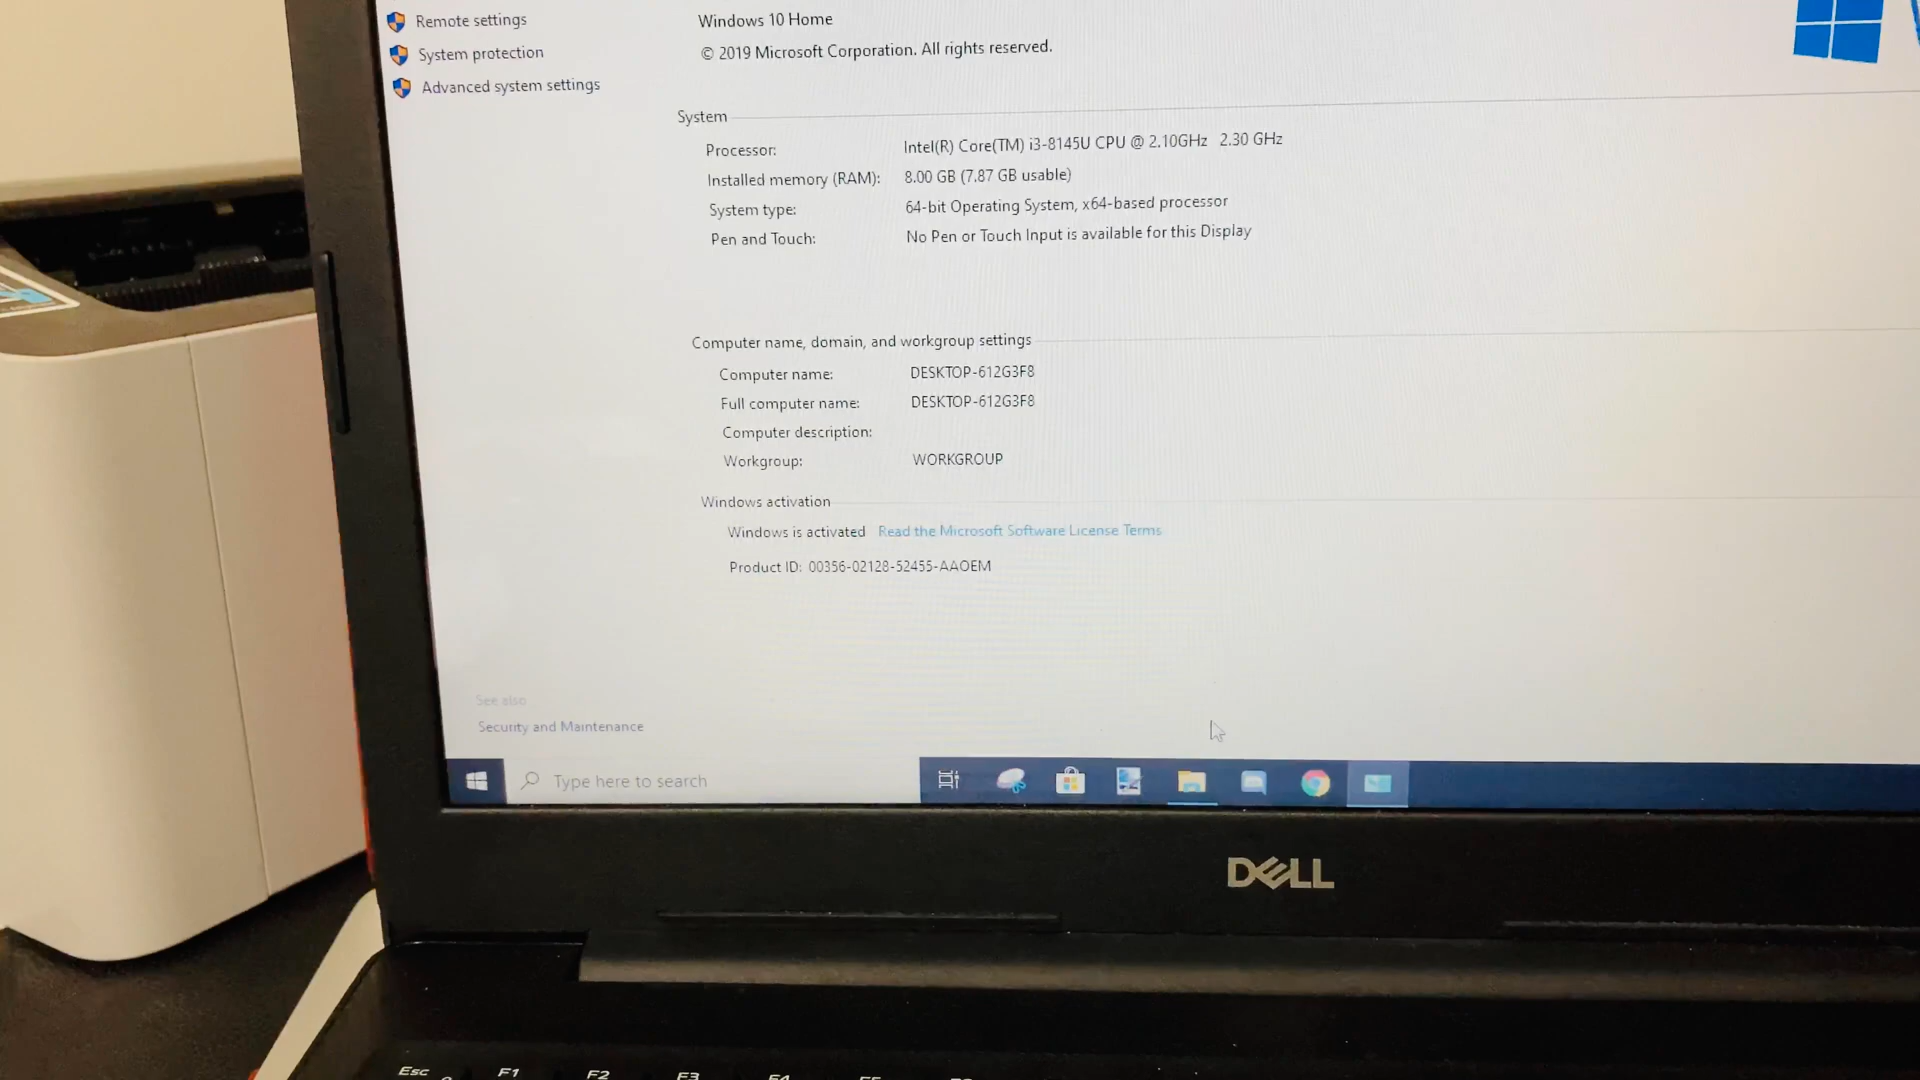 Remote settings
System protection
Advanced system settings
Windows 10 Home
© 2019 Microsoft Corporation. All rights reserved.
System
Processor: Intel(R) Core(TM) i3-8145U CPU @ 2.10GHz 2.30 GHz
Installed memory (RAM): 8.00 GB (7.87 GB usable)
System type: 64-bit Operating System, x64-based processor
Pen and Touch: No Pen or Touch Input is available for this Display
Computer name, domain, and workgroup settings
Computer name: DESKTOP-612G3F8
Full computer name: DESKTOP-612G3F8
Computer description:
Workgroup: WORKGROUP
Windows activation
Windows is activated Read the Microsoft Software License Terms
Product ID: 00356-02128-52455-AAOEM
See also
Security and Maintenance
Type here to search
DELL
Esc F1 F2 F3 F4